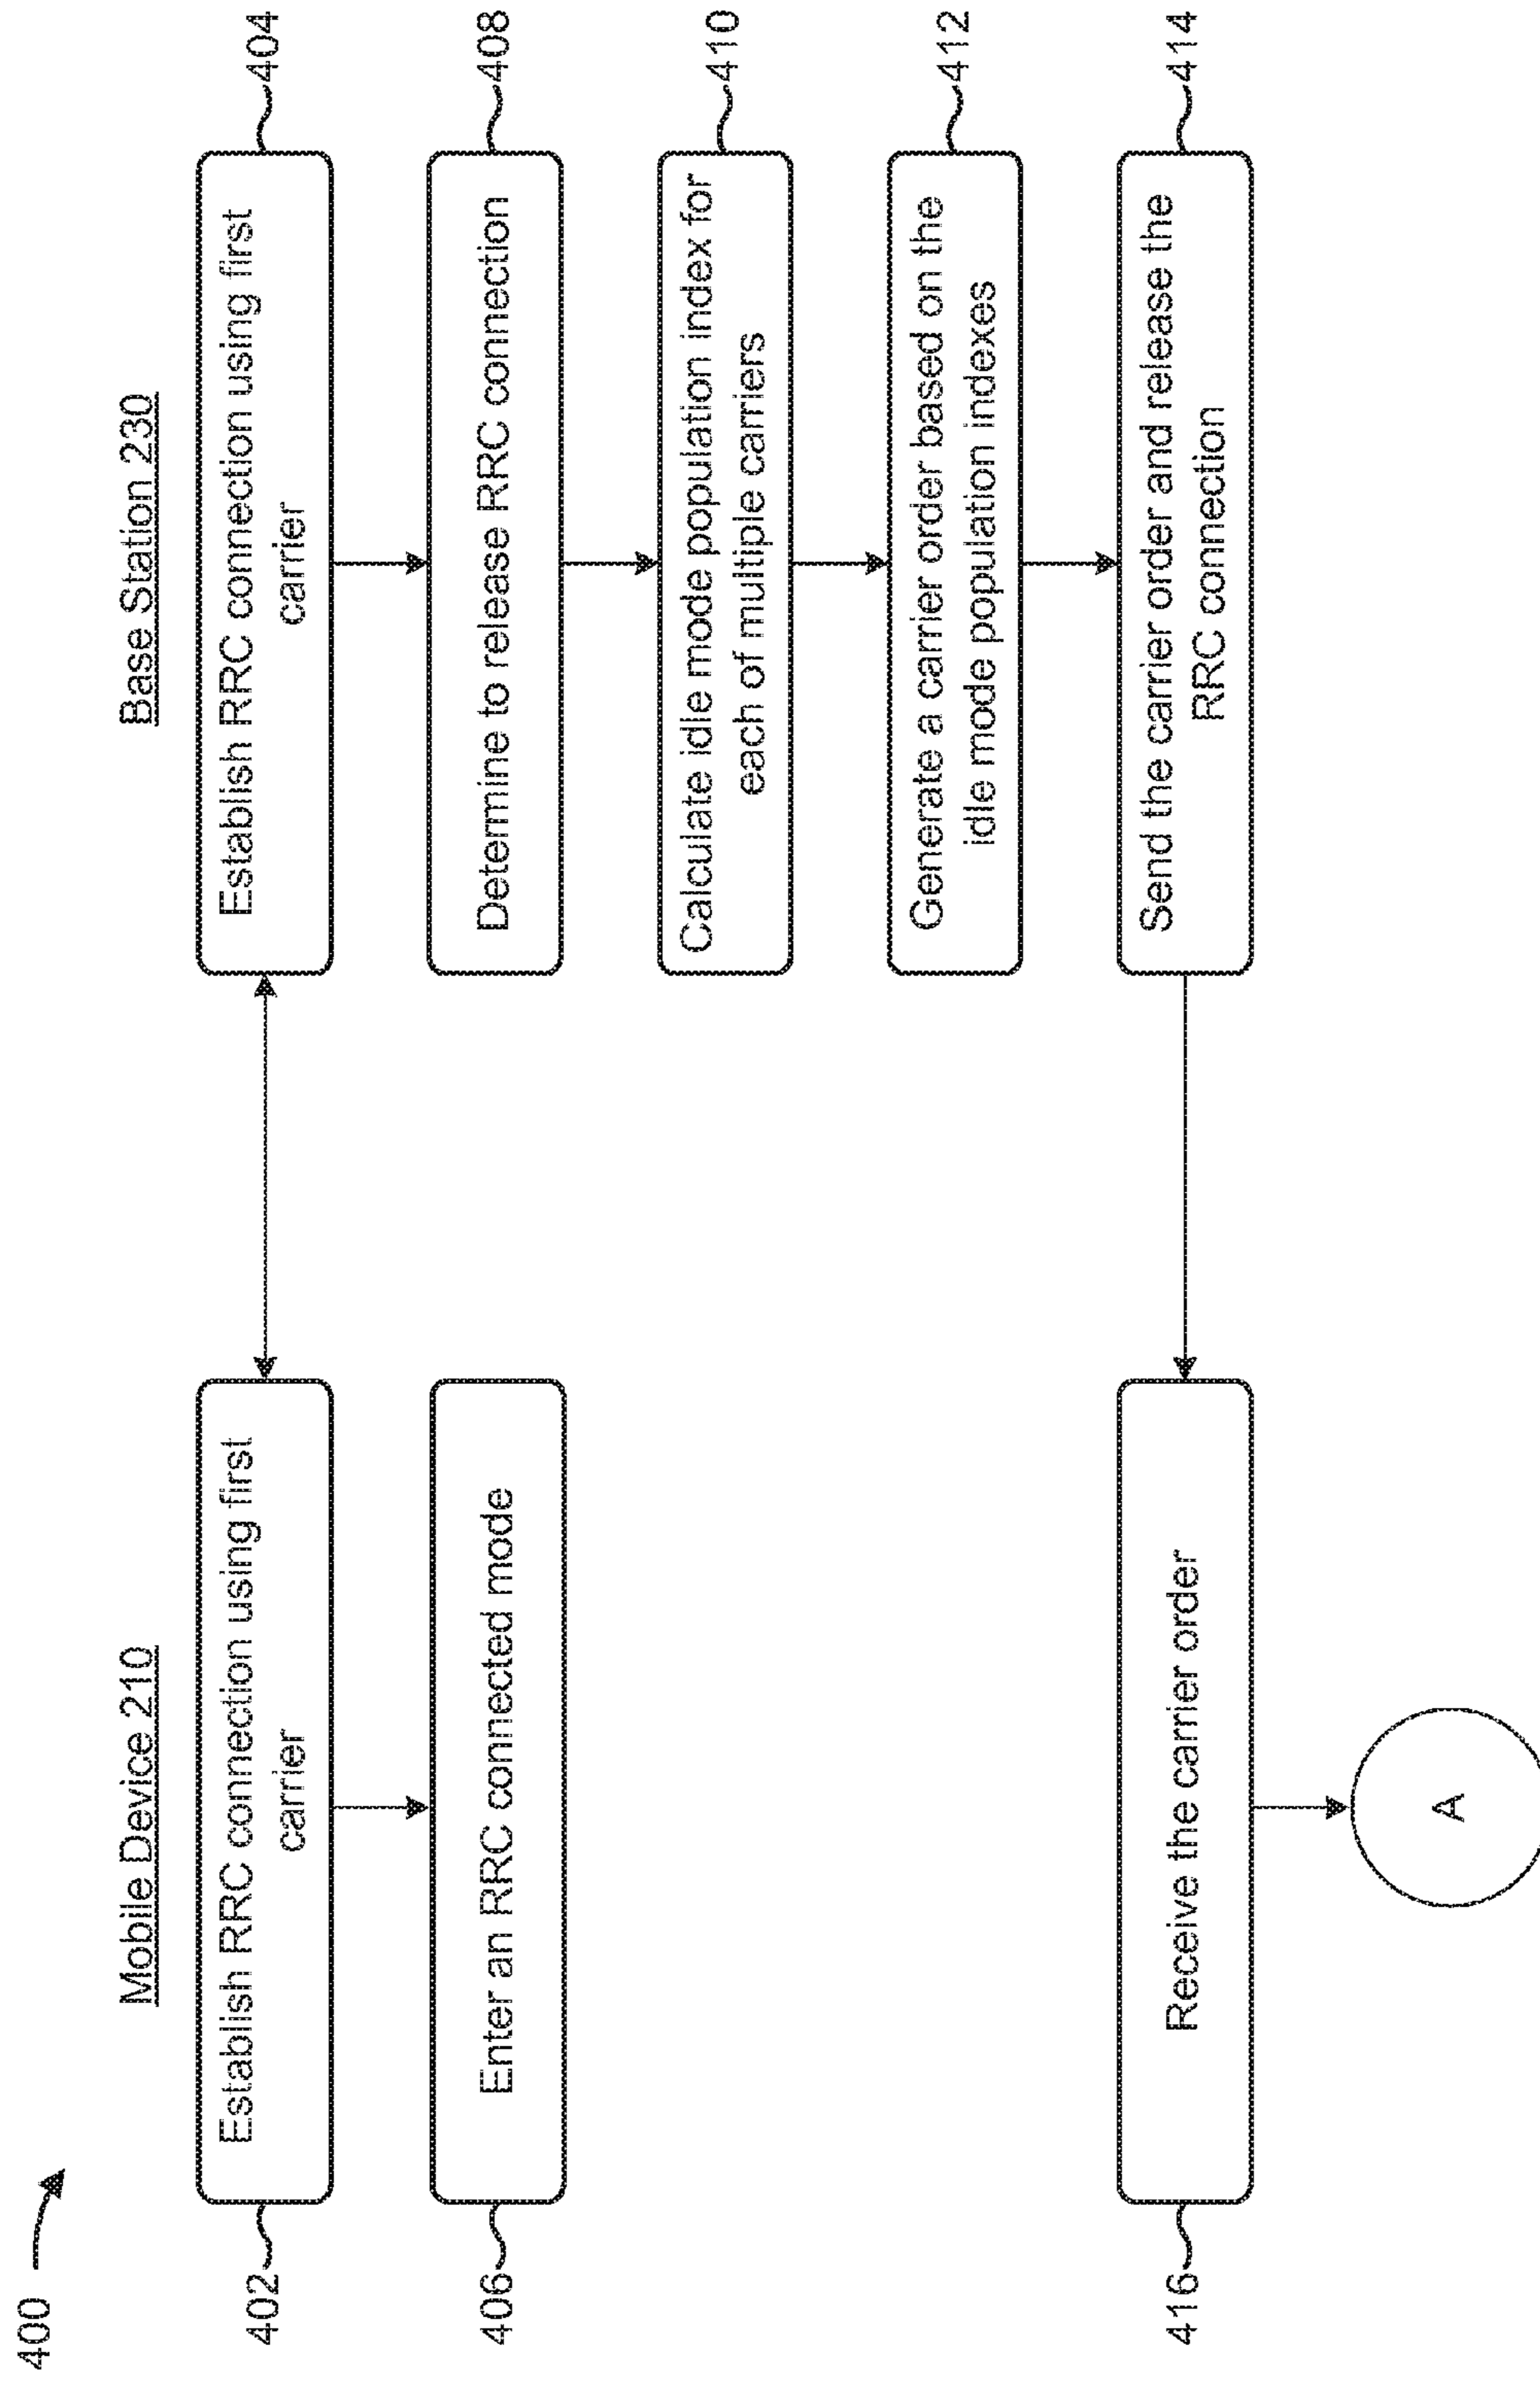 400
Mobile Device 210
Base Station 230
402
Establish RRC connection using first
carrier
Establish RRC connection using first
carrier
404
406
Enter an RRC connected mode
Determine to release RRC connection
408
Calculate idle mode population index for
each of multiple carriers
410
Generate a carrier order based on the
idle mode population indexes
412
416
Receive the carrier order
Send the carrier order and release the
RRC connection
414
A